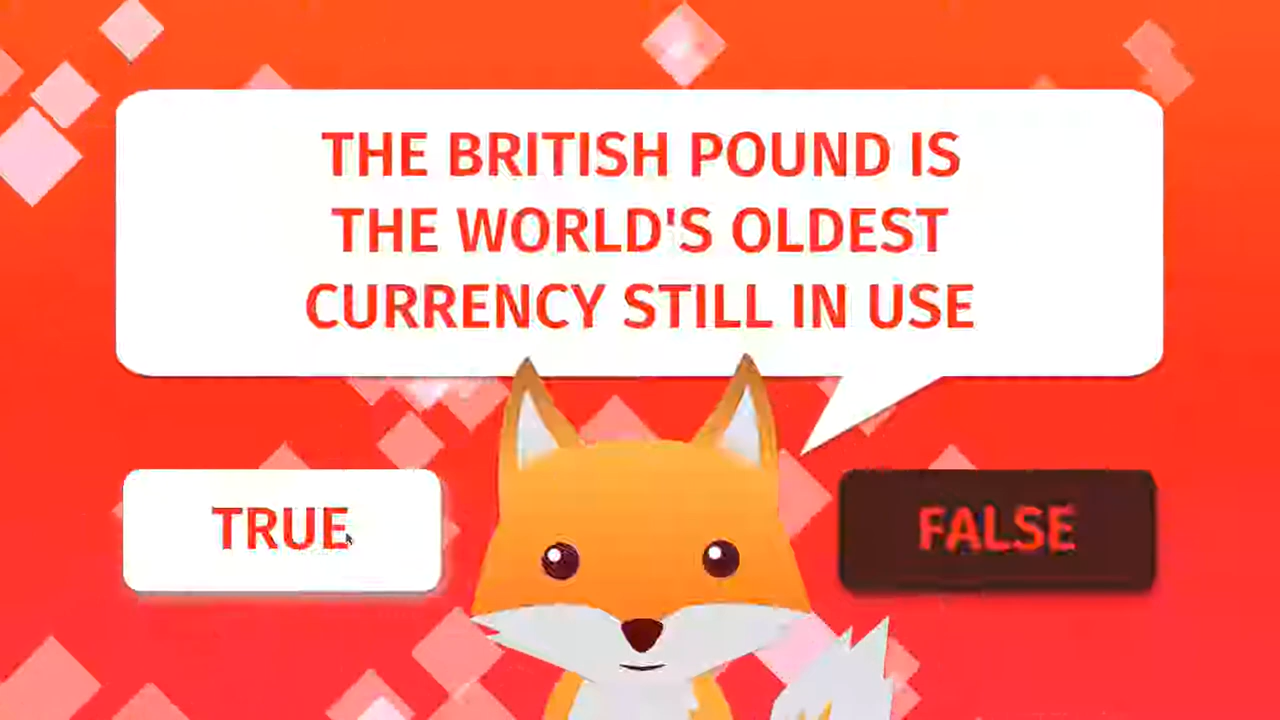 THE BRITISH POUND IS
THE WORLD'S OLDEST
CURRENCY STILL IN USE
TRUE
FALSE